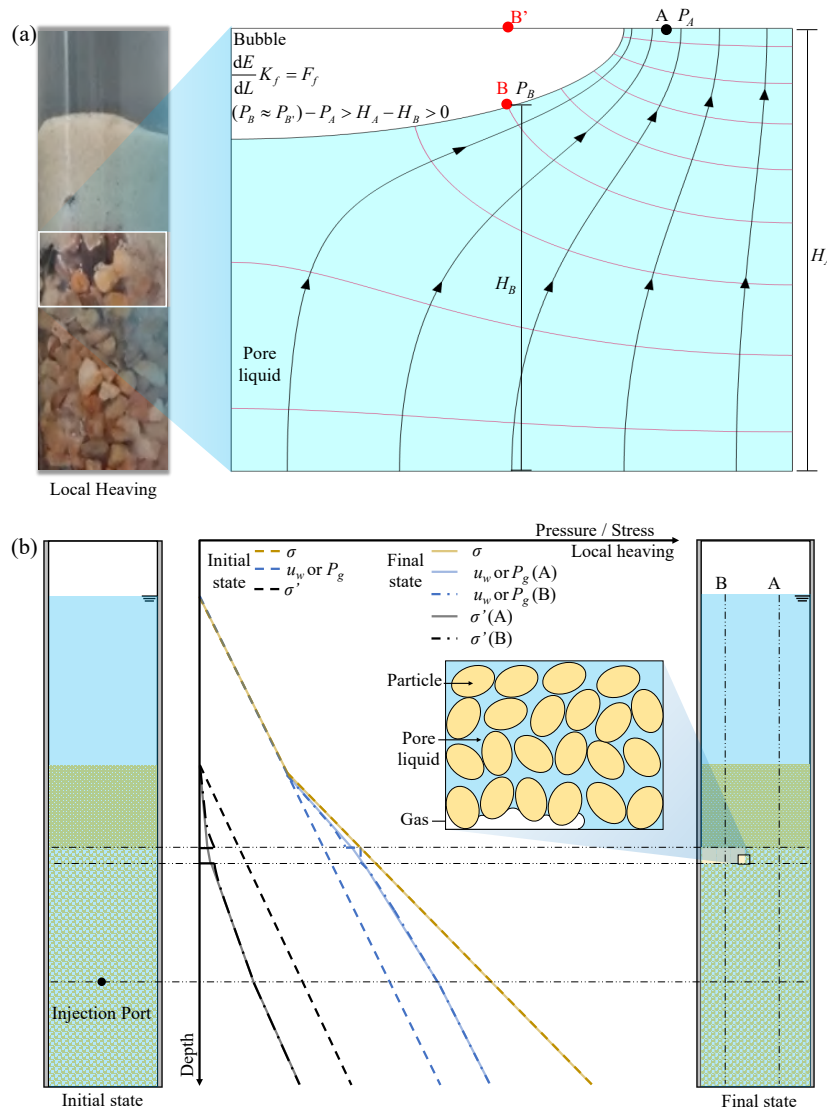 (a)
B' A P_A
Bubble
dE/dL K_f = F_f
(P_B ≈ P_B') − P_A > H_A − H_B > 0
B P_B
H_B
Pore
liquid
Local Heaving
(b)
Pressure / Stress
Local heaving
Initial
state
σ
u_w or P_g
σ'
Final
state
σ
u_w or P_g (A)
u_w or P_g (B)
σ' (A)
σ' (B)
B A
Particle
Pore
liquid
Gas
Injection Port
Depth
Initial state
Final state